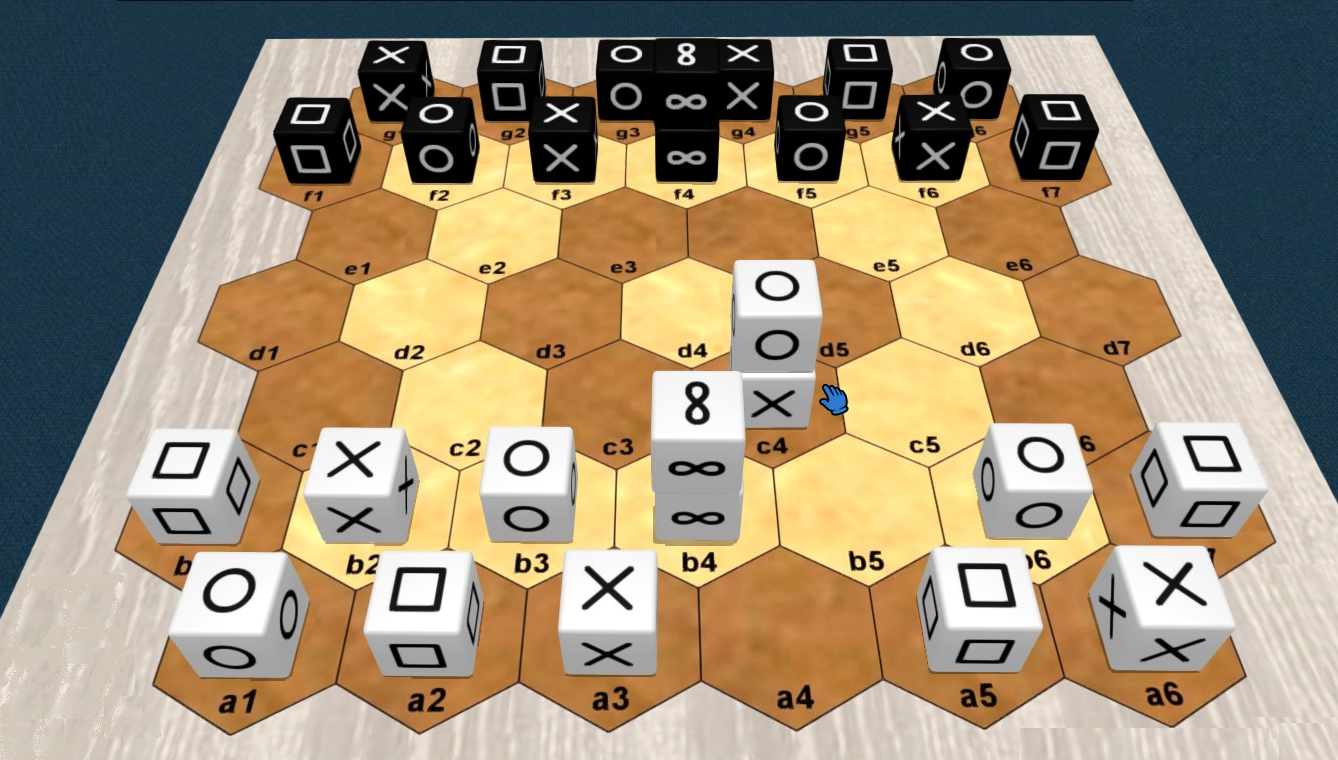 g2 g3 g4 g5
f1 f2 f3 f4 f5 f6 f7
e1 e2 e3 e5 e6
d1 d2 d3 d4 d5 d6 d7
c2 c3 c4 c5
b2 b3 b4 b5 b6
a1 a2 a3 a4 a5 a6